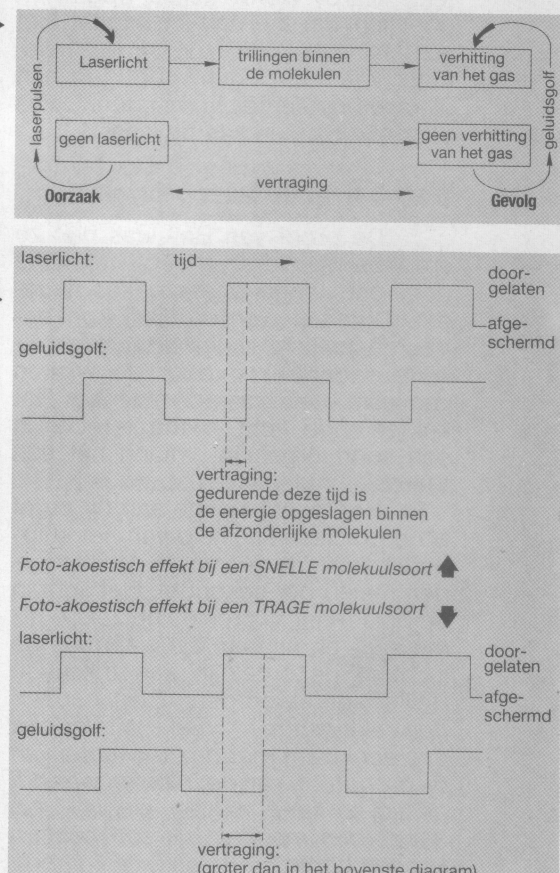 laserpulsen
Laserlicht
trillingen binnen
de molekulen
verhitting
van het gas
geluidsgolf
geen laserlicht
geen verhitting
van het gas
vertraging
Oorzaak
Gevolg
laserlicht:
tijd
door-
gelaten
afge-
schermd
geluidsgolf:
vertraging:
gedurende deze tijd is
de energie opgeslagen binnen
de afzonderlijke molekulen
Foto-akoestisch effekt bij een SNELLE molekuulsoort
Foto-akoestisch effekt bij een TRAGE molekuulsoort
laserlicht:
door-
gelaten
afge-
schermd
geluidsgolf:
vertraging:
(groter dan in het bovenste diagram)